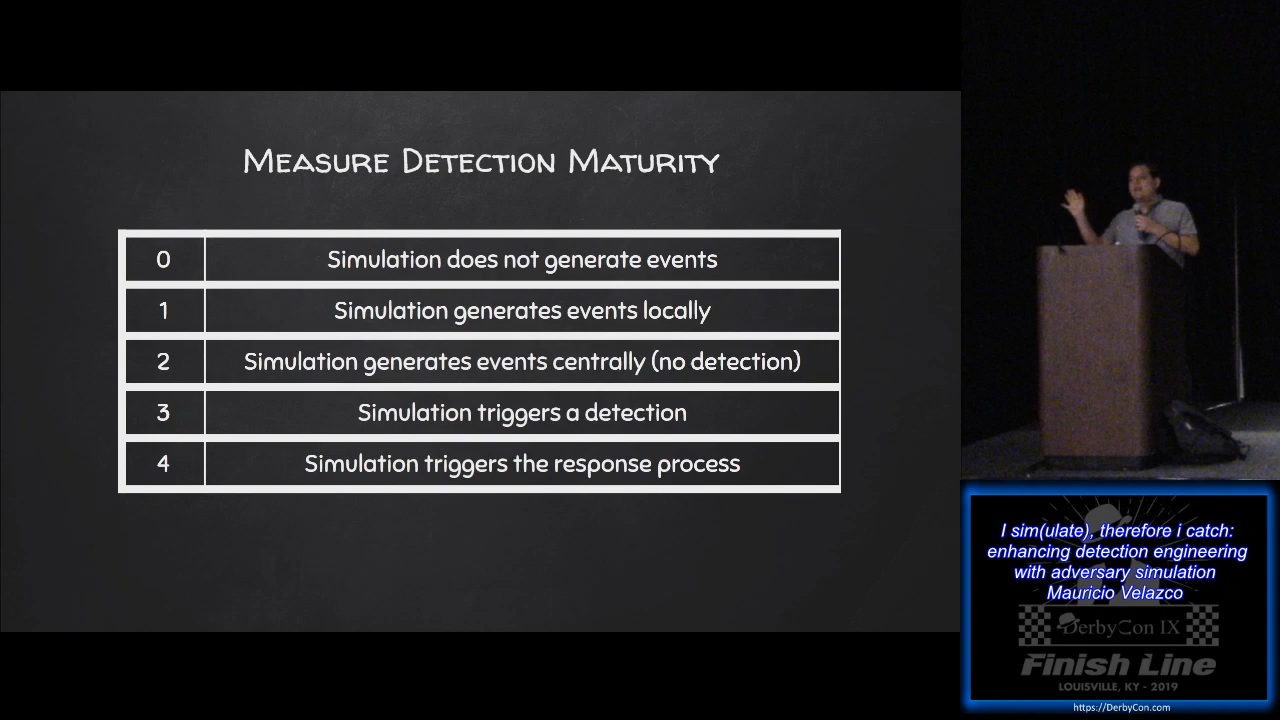 Measure Detection Maturity
0 Simulation does not generate events
1 Simulation generates events locally
2 Simulation generates events centrally (no detection)
3 Simulation triggers a detection
4 Simulation triggers the response process
I sim(ulate), therefore i catch:
enhancing detection engineering
with adversary simulation
Mauricio Velazco
DerbyCon IX
Finish Line
LOUISVILLE, KY - 2019
https://DerbyCon.com